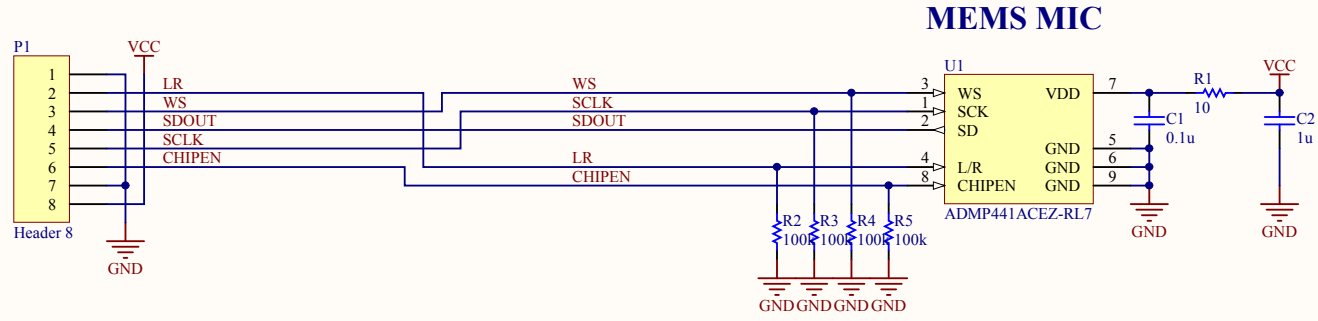 MEMS MIC
P1
VCC
1
2
3
4
5
6
7
8
LR
WS
SDOUT
SCLK
CHIPEN
Header 8
GND
WS
SCLK
SDOUT
LR
CHIPEN
R2
100k
R3
100k
R4
100k
R5
100k
GND GND GND GND
U1
3 WS
1 SCK
2 SD
4 L/R
8 CHIPEN
VDD 7
GND 5
GND 6
GND 9
ADMP441ACEZ-RL7
C1
0.1u
R1
10
VCC
C2
1u
GND
GND